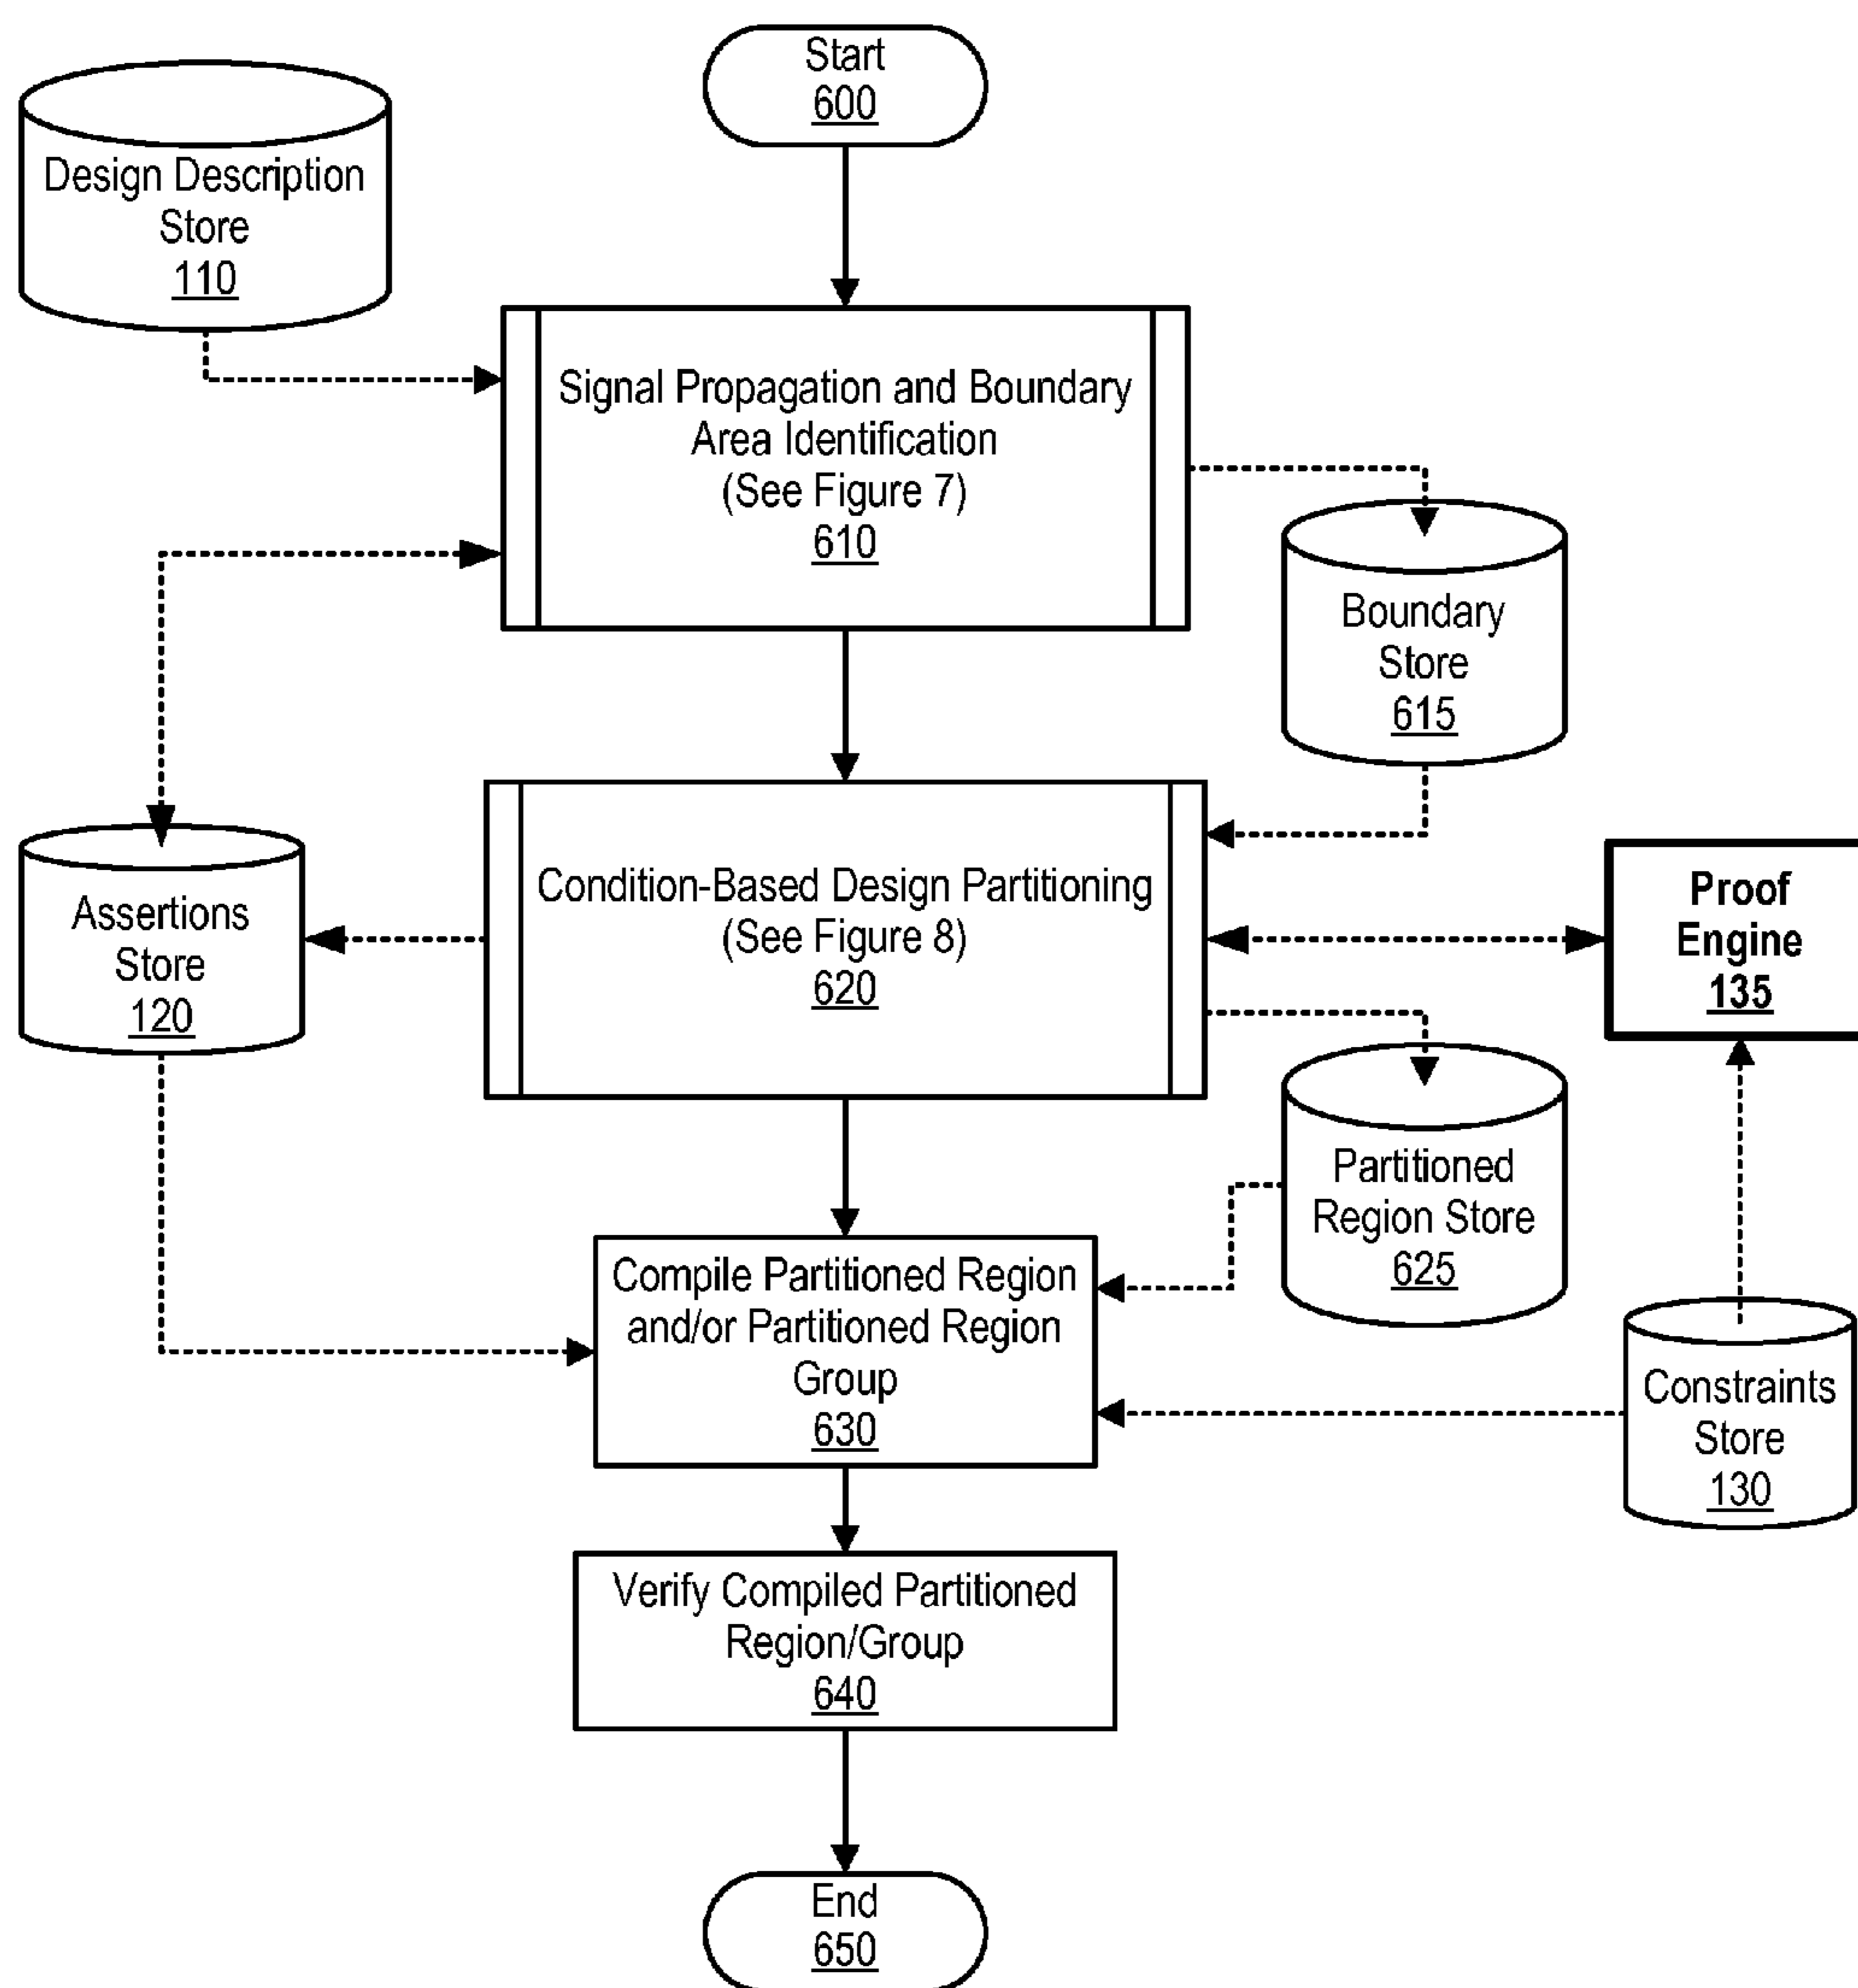 Start
600
Design Description
Store
110
Signal Propagation and Boundary
Area Identification
(See Figure 7)
610
Boundary
Store
615
Condition-Based Design Partitioning
(See Figure 8)
620
Assertions
Store
120
Proof
Engine
135
Partitioned
Region Store
625
Compile Partitioned Region
and/or Partitioned Region
Group
630
Constraints
Store
130
Verify Compiled Partitioned
Region/Group
640
End
650